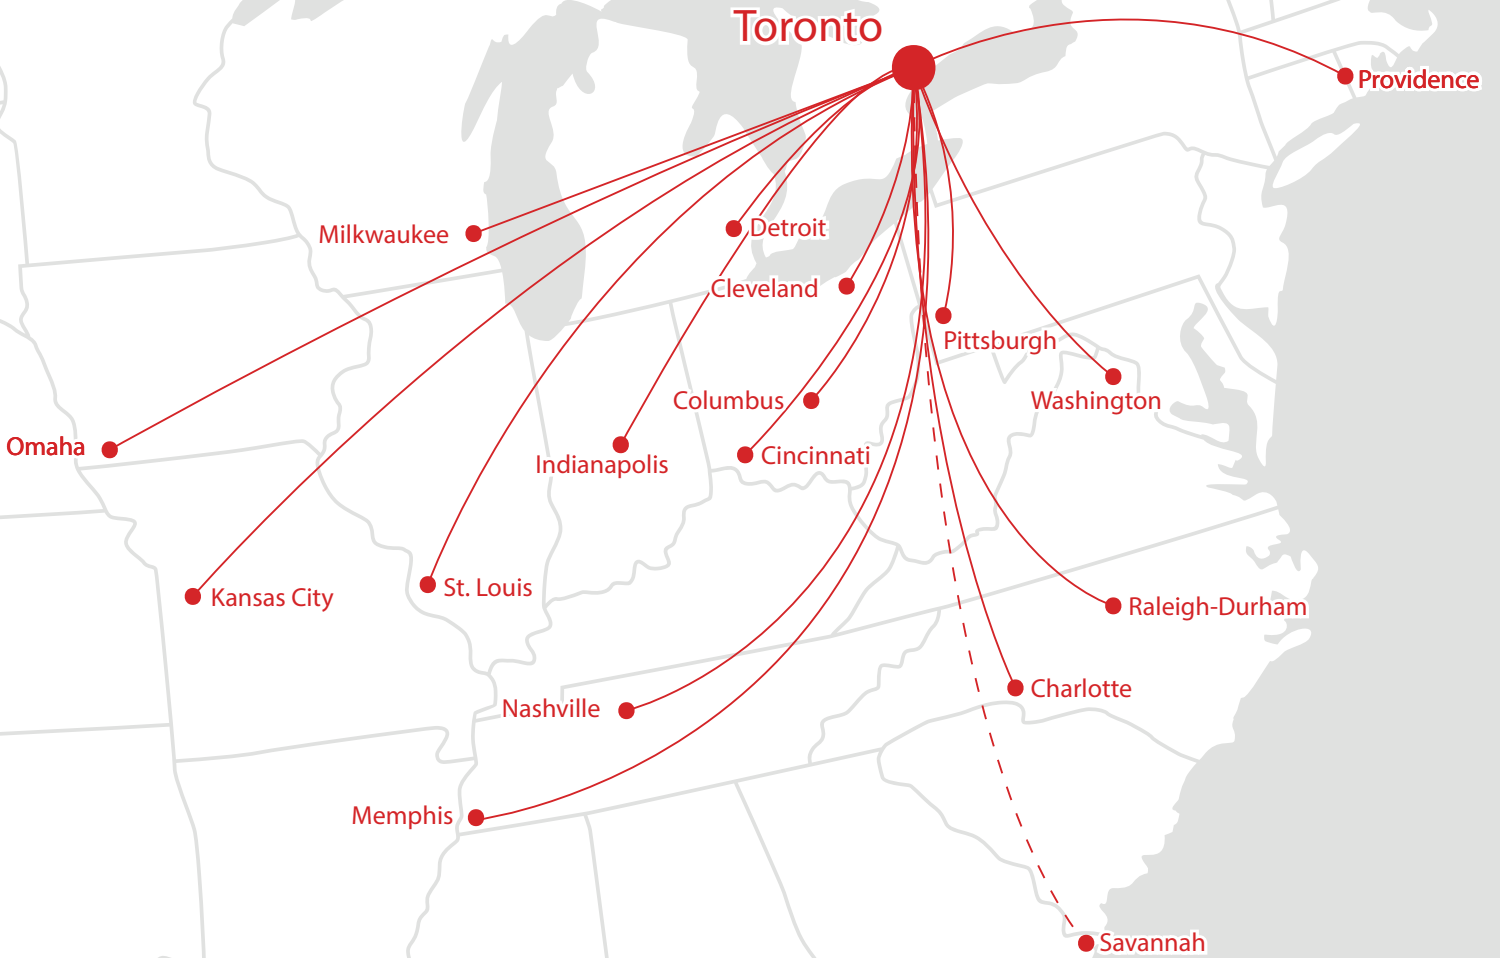 Toronto
Providence
Milkwaukee
Detroit
Cleveland
Pittsburgh
Columbus
Washington
Omaha
Indianapolis
Cincinnati
Kansas City
St. Louis
Raleigh-Durham
Charlotte
Nashville
Memphis
Savannah